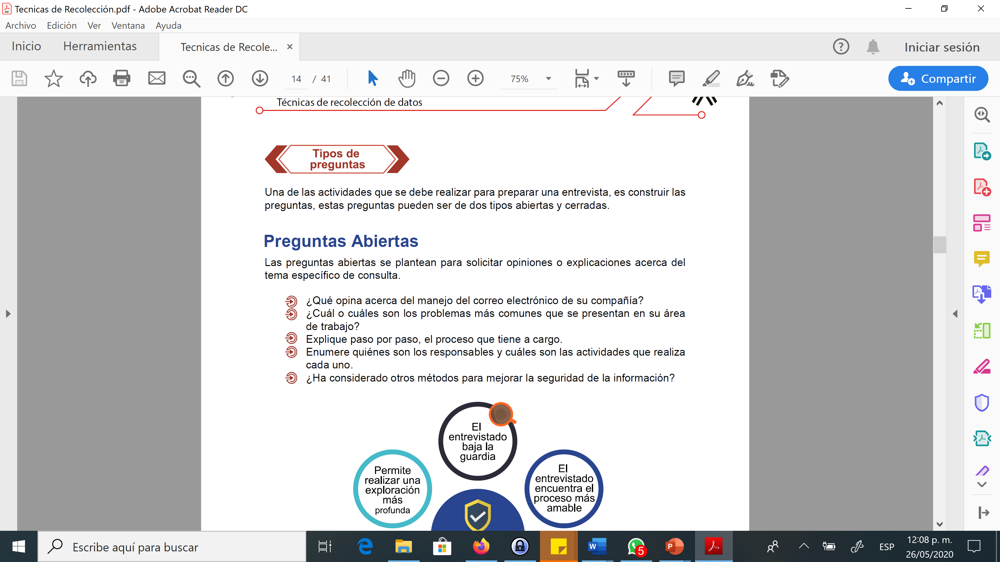 Tecnicas de Recolección.pdf - Adobe Acrobat Reader DC
Archivo Edición Ver Ventana Ayuda
Inicio Herramientas Tecnicas de Recole... × Iniciar sesión
14 / 41 75% Compartir
Técnicas de recolección de datos
Tipos de
preguntas
Una de las actividades que se debe realizar para preparar una entrevista, es construir las
preguntas, estas preguntas pueden ser de dos tipos abiertas y cerradas.
Preguntas Abiertas
Las preguntas abiertas se plantean para solicitar opiniones o explicaciones acerca del
tema específico de consulta.
¿Qué opina acerca del manejo del correo electrónico de su compañía?
¿Cuál o cuáles son los problemas más comunes que se presentan en su área
de trabajo?
Explique paso por paso, el proceso que tiene a cargo.
Enumere quiénes son los responsables y cuáles son las actividades que realiza
cada uno.
¿Ha considerado otros métodos para mejorar la seguridad de la información?
El
entrevistado
baja la
guardia
Permite
realizar una
exploración
más
profunda
El
entrevistado
encuentra el
proceso más
amable
Escribe aquí para buscar
5
ESP
12:08 p. m.
26/05/2020